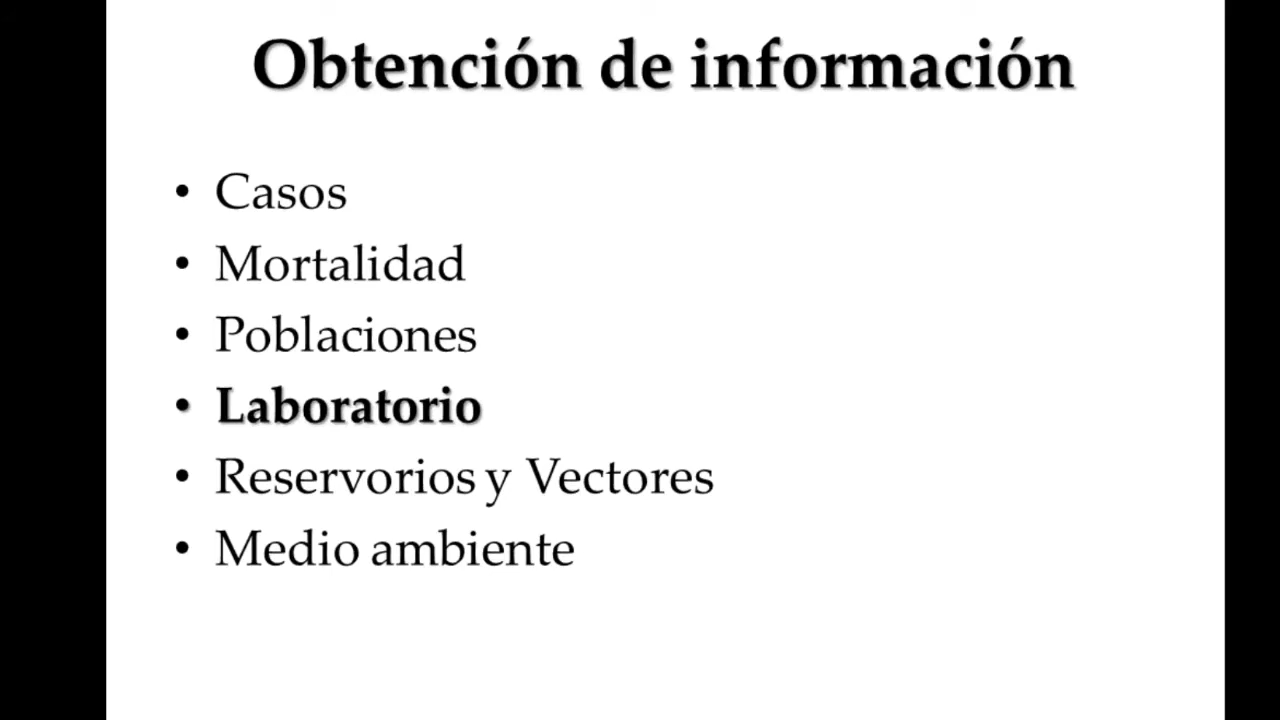 Obtención de información
• Casos
• Mortalidad
• Poblaciones
• Laboratorio
• Reservorios y Vectores
• Medio ambiente